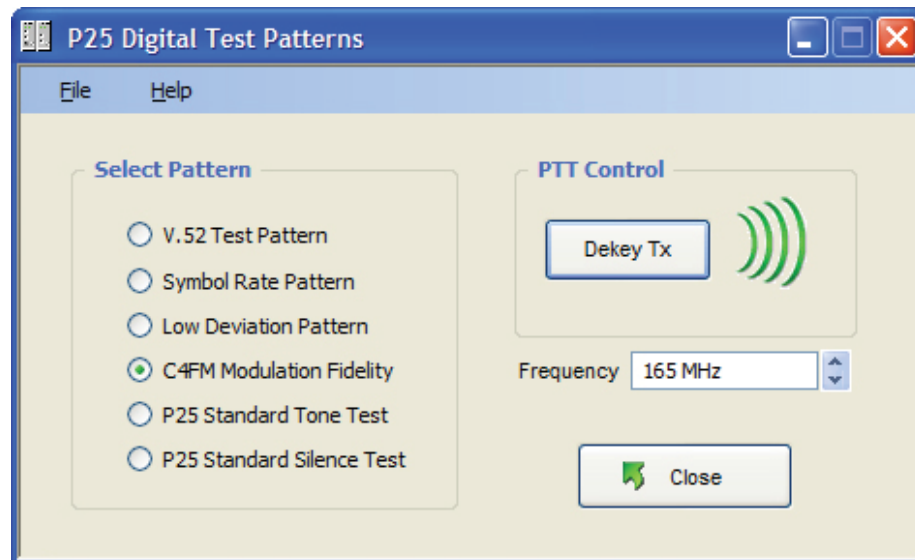 P25 Digital Test Patterns
File Help
Select Pattern
V.52 Test Pattern
Symbol Rate Pattern
Low Deviation Pattern
C4FM Modulation Fidelity
P25 Standard Tone Test
P25 Standard Silence Test
PTT Control
Dekey Tx
Frequency 165 MHz
Close